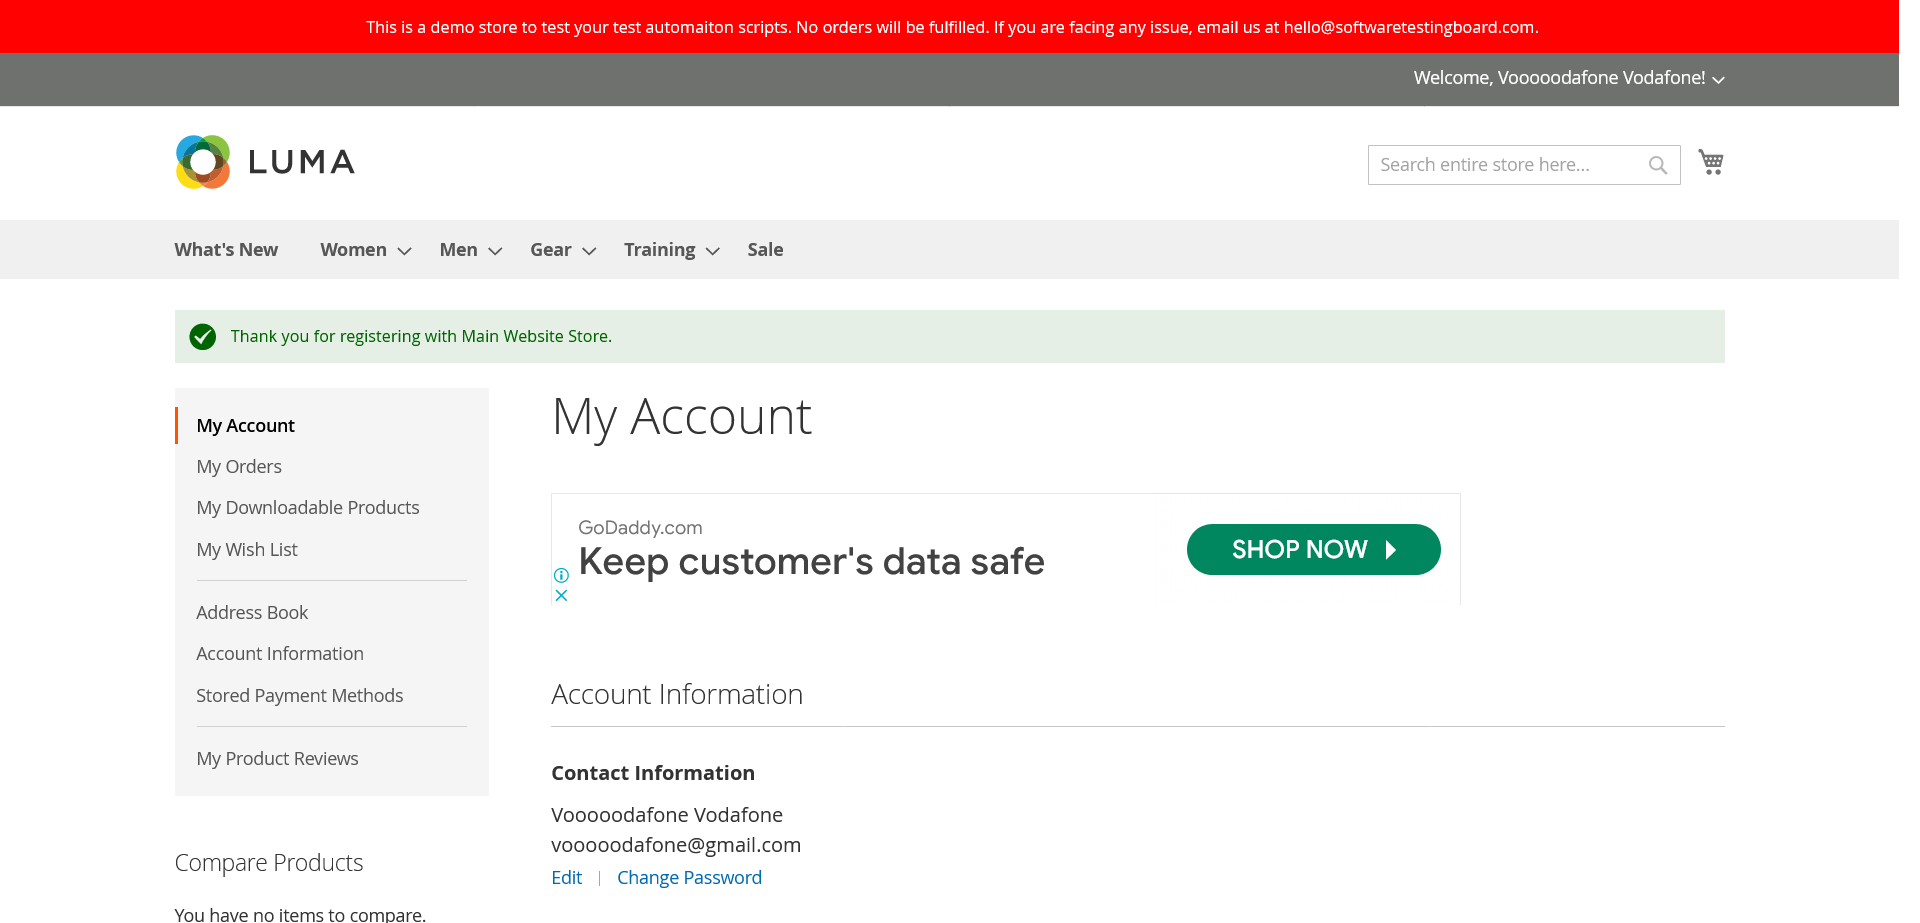 This is a demo store to test your test automaiton scripts. No orders will be fulfilled. If you are facing any issue, email us at hello@softwaretestingboard.com.
Welcome, Vooooodafone Vodafone!
LUMA
Search entire store here...
What's New
Women
Men
Gear
Training
Sale
Thank you for registering with Main Website Store.
My Account
My Orders
My Downloadable Products
My Wish List
Address Book
Account Information
Stored Payment Methods
My Product Reviews
Compare Products
You have no items to compare.
My Account
GoDaddy.com
Keep customer's data safe
SHOP NOW
Account Information
Contact Information
Vooooodafone Vodafone
vooooodafone@gmail.com
Edit | Change Password